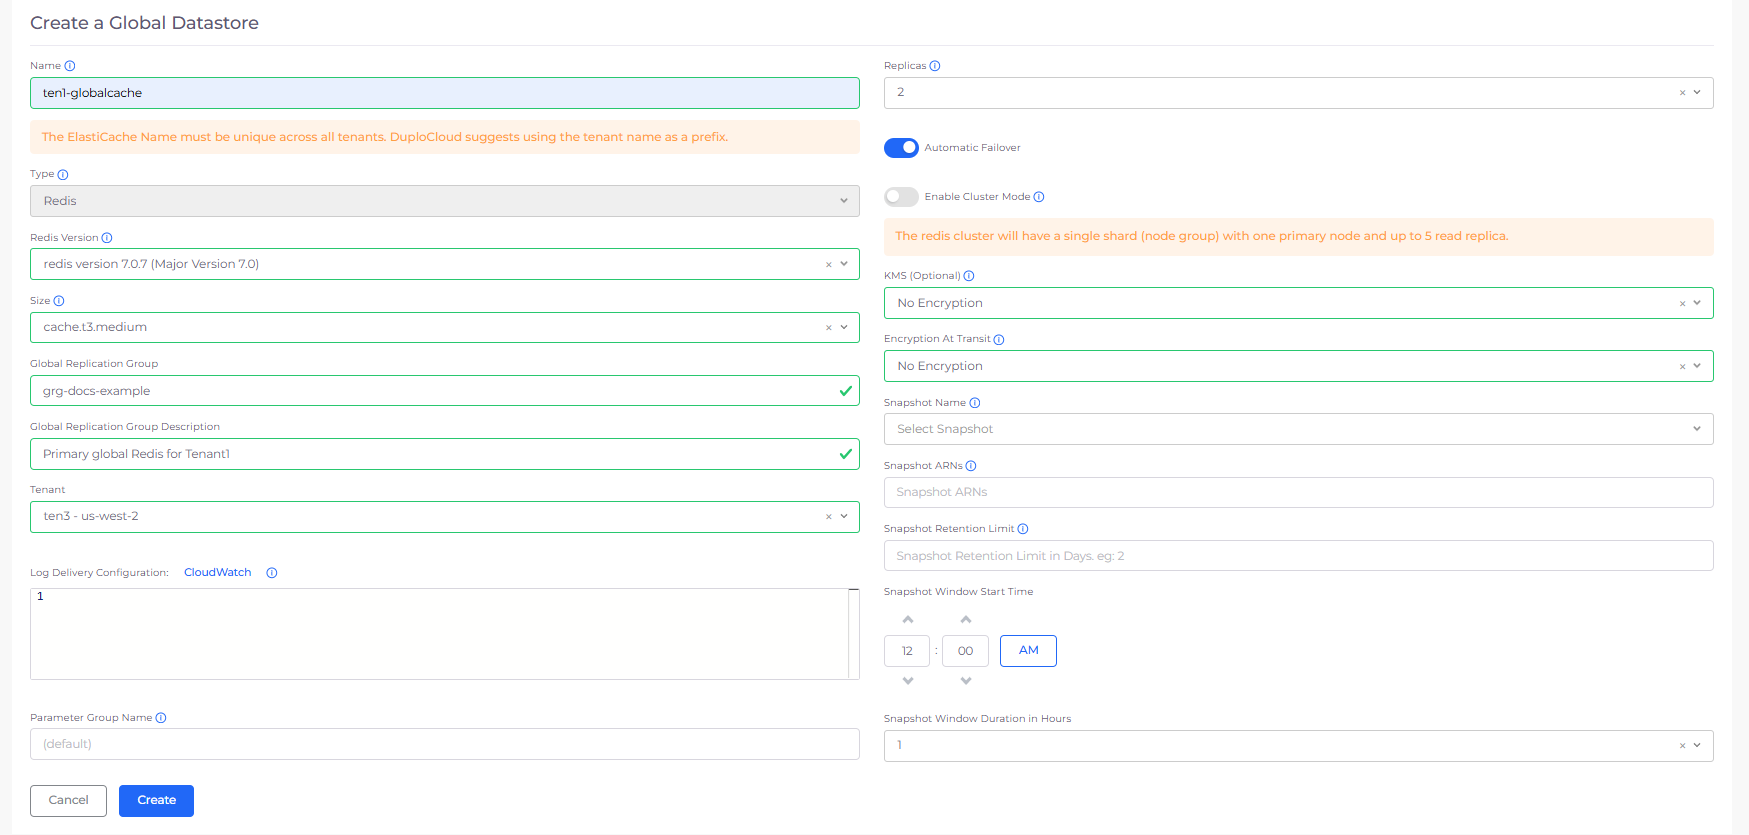 Create a Global Datastore
Name
ten1-globalcache
The ElastiCache Name must be unique across all tenants. DuploCloud suggests using the tenant name as a prefix.
Type
Redis
Redis Version
redis version 7.0.7 (Major Version 7.0)
Size
cache.t3.medium
Global Replication Group
grg-docs-example
Global Replication Group Description
Primary global Redis for Tenant1
Tenant
ten3 - us-west-2
Log Delivery Configuration: CloudWatch
1
Parameter Group Name
(default)
Cancel
Create
Replicas
2
Automatic Failover
Enable Cluster Mode
The redis cluster will have a single shard (node group) with one primary node and up to 5 read replica.
KMS (Optional)
No Encryption
Encryption At Transit
No Encryption
Snapshot Name
Select Snapshot
Snapshot ARNs
Snapshot ARNs
Snapshot Retention Limit
Snapshot Retention Limit in Days. eg: 2
Snapshot Window Start Time
12 : 00 AM
Snapshot Window Duration in Hours
1